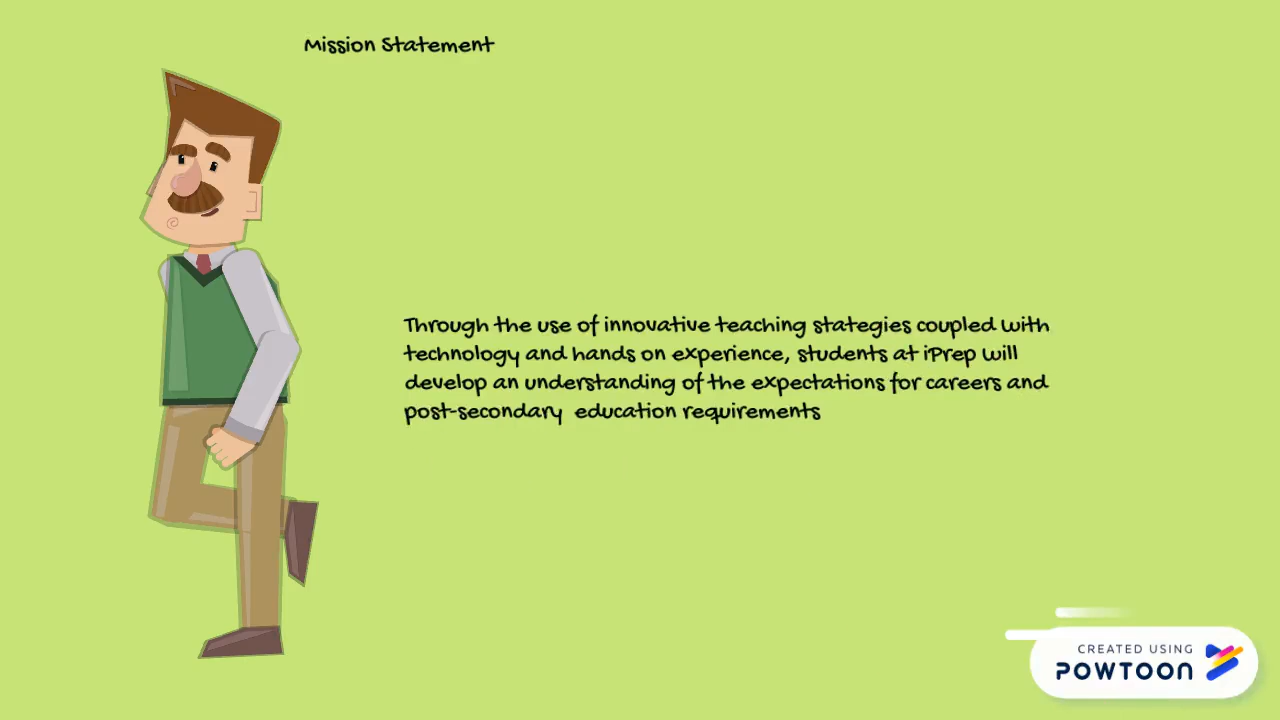 Mission Statement
Through the use of innovative teaching stategies coupled with
technology and hands on experience, students at iPrep will
develop an understanding of the expectations for careers and
post-secondary  education requirements
CREATED USING
POWTOON